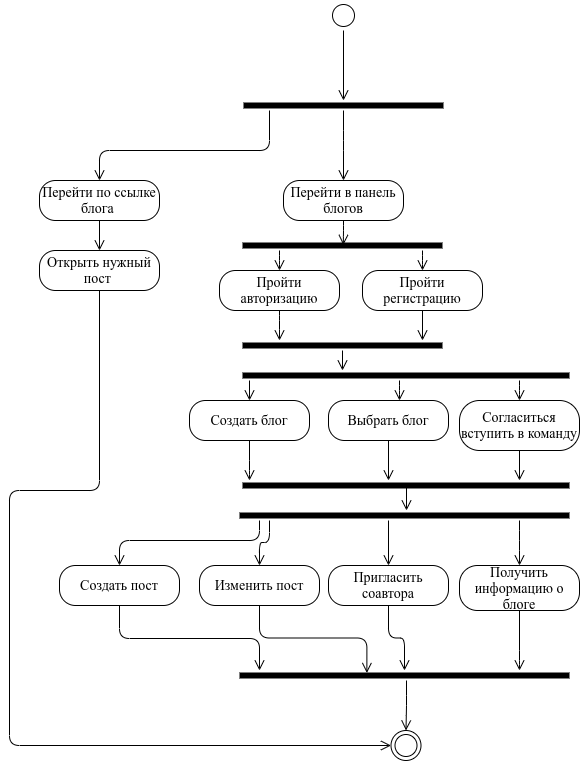 Перейти по ссылке
блога
Перейти в панель
блогов
Открыть нужный
пост
Пройти
авторизацию
Пройти
регистрацию
Создать блог
Выбрать блог
Согласиться
вступить в команду
Создать пост
Изменить пост
Пригласить
соавтора
Получить
информацию о
блоге